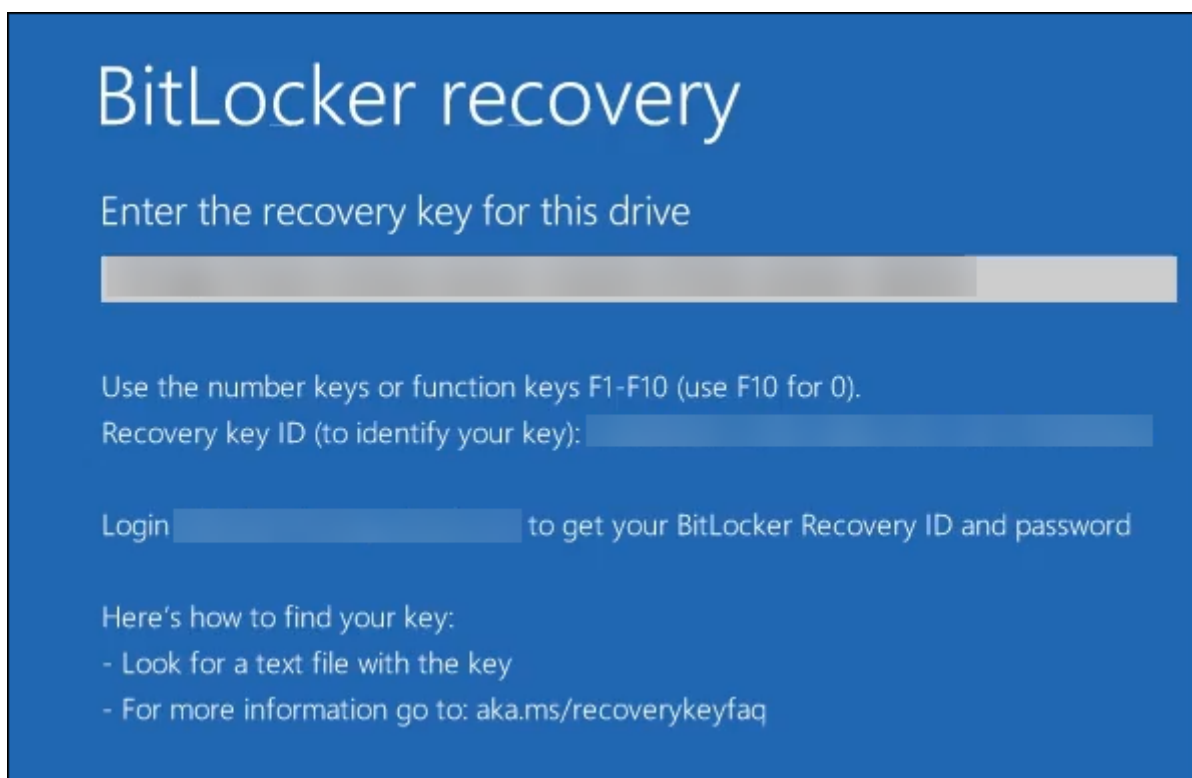 BitLocker recovery
Enter the recovery key for this drive
Use the number keys or function keys F1-F10 (use F10 for 0).
Recovery key ID (to identify your key):
Login to get your BitLocker Recovery ID and password
Here's how to find your key:
- Look for a text file with the key
- For more information go to: aka.ms/recoverykeyfaq